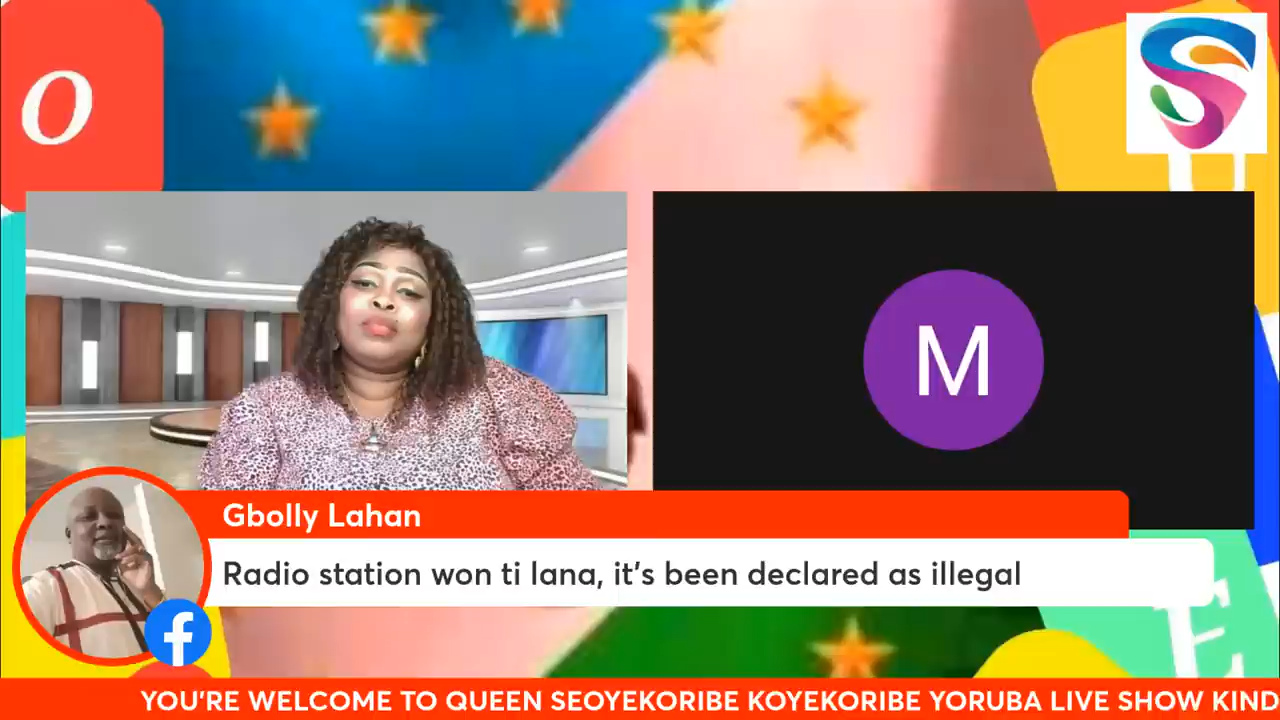 O
U
M
Gbolly Lahan
Radio station won ti lana, it's been declared as illegal
E
YOU'RE WELCOME TO QUEEN SEOYEKORIBE KOYEKORIBE YORUBA LIVE SHOW KIND